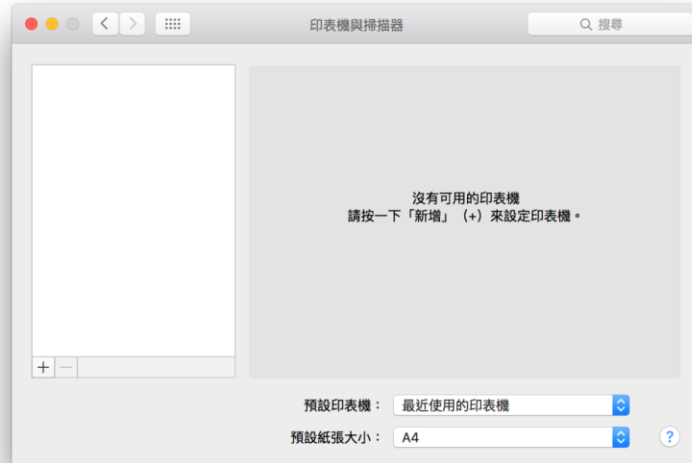 印表機與掃描器
搜尋
沒有可用的印表機
請按一下「新增」（+）來設定印表機。
預設印表機：
最近使用的印表機
預設紙張大小：
A4
?